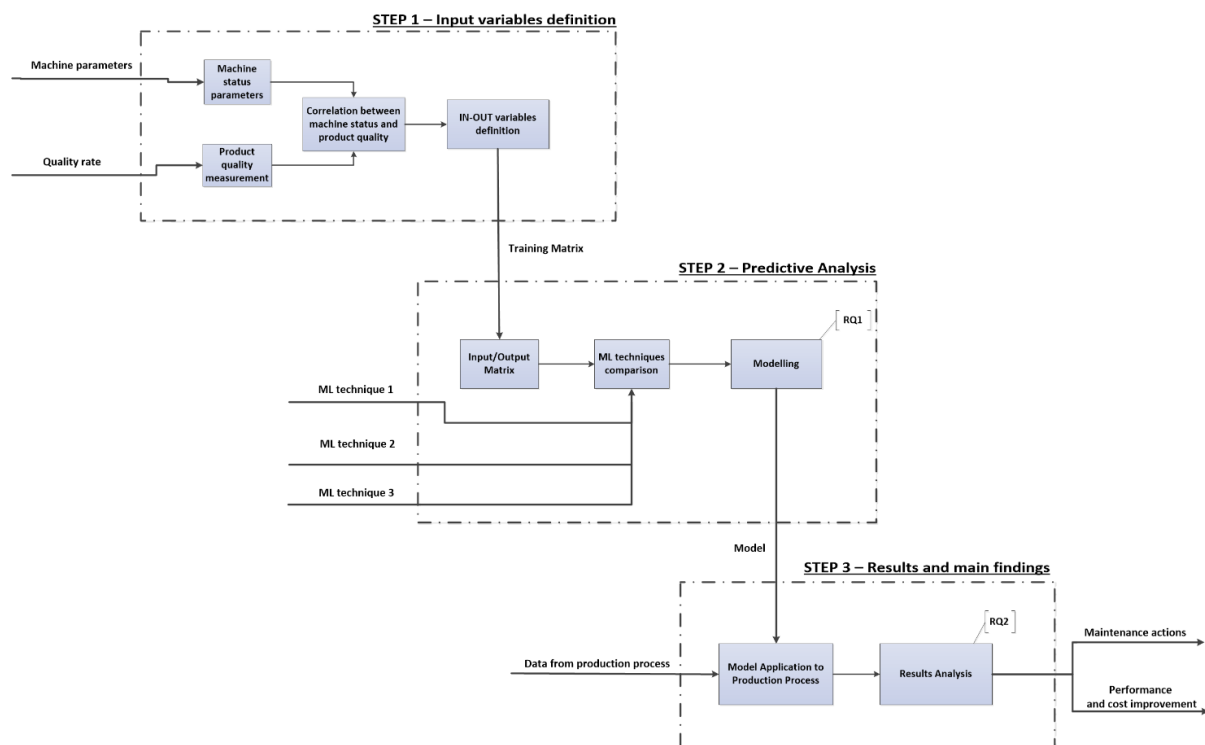 STEP 1 – Input variables definition
Machine parameters
Machine
status
parameters
Correlation between
machine status and
product quality
IN-OUT variables
definition
Quality rate
Product
quality
measurement
Training Matrix
STEP 2 – Predictive Analysis
RQ1
Input/Output
Matrix
ML techniques
comparison
Modelling
ML technique 1
ML technique 2
ML technique 3
Model
STEP 3 – Results and main findings
RQ2
Data from production process
Model Application to
Production Process
Results Analysis
Maintenance actions
Performance
and cost improvement